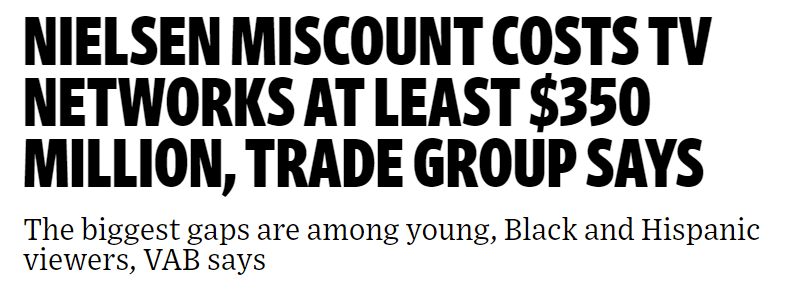 NIELSEN MISCOUNT COSTS TV
NETWORKS AT LEAST $350
MILLION, TRADE GROUP SAYS
The biggest gaps are among young, Black and Hispanic
viewers, VAB says